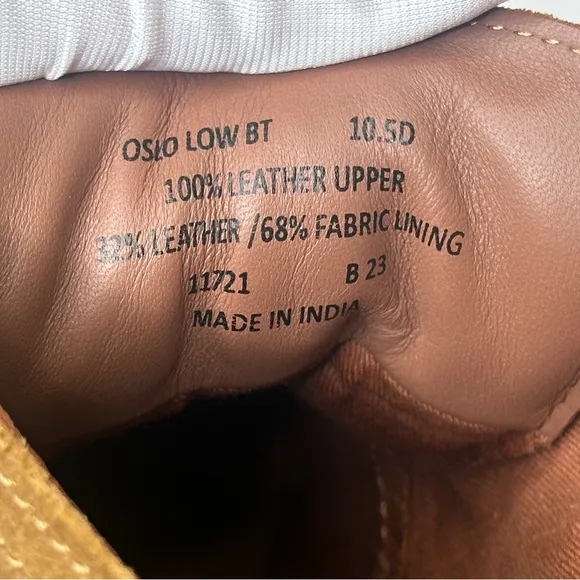 OSLO LOW BT 10.5D
100% LEATHER UPPER
32% LEATHER /68% FABRIC LINING
11721 B 23
MADE IN INDIA